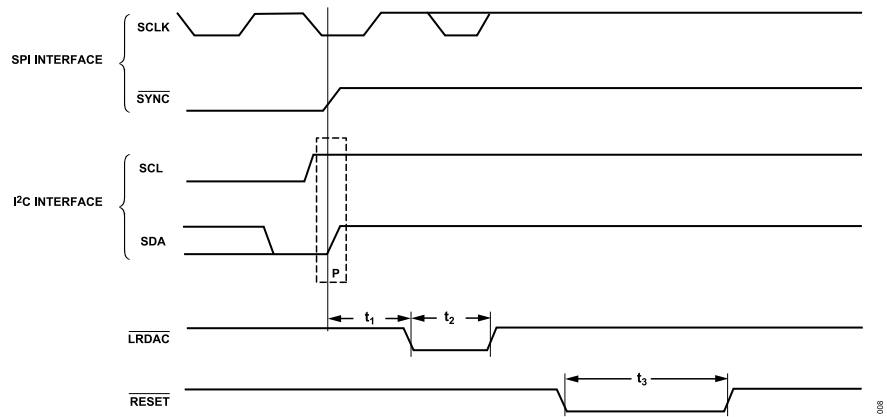 SCLK
SPI INTERFACE
SYNC
SCL
I²C INTERFACE
SDA
P
t₁
t₂
LRDAC
t₃
RESET
008